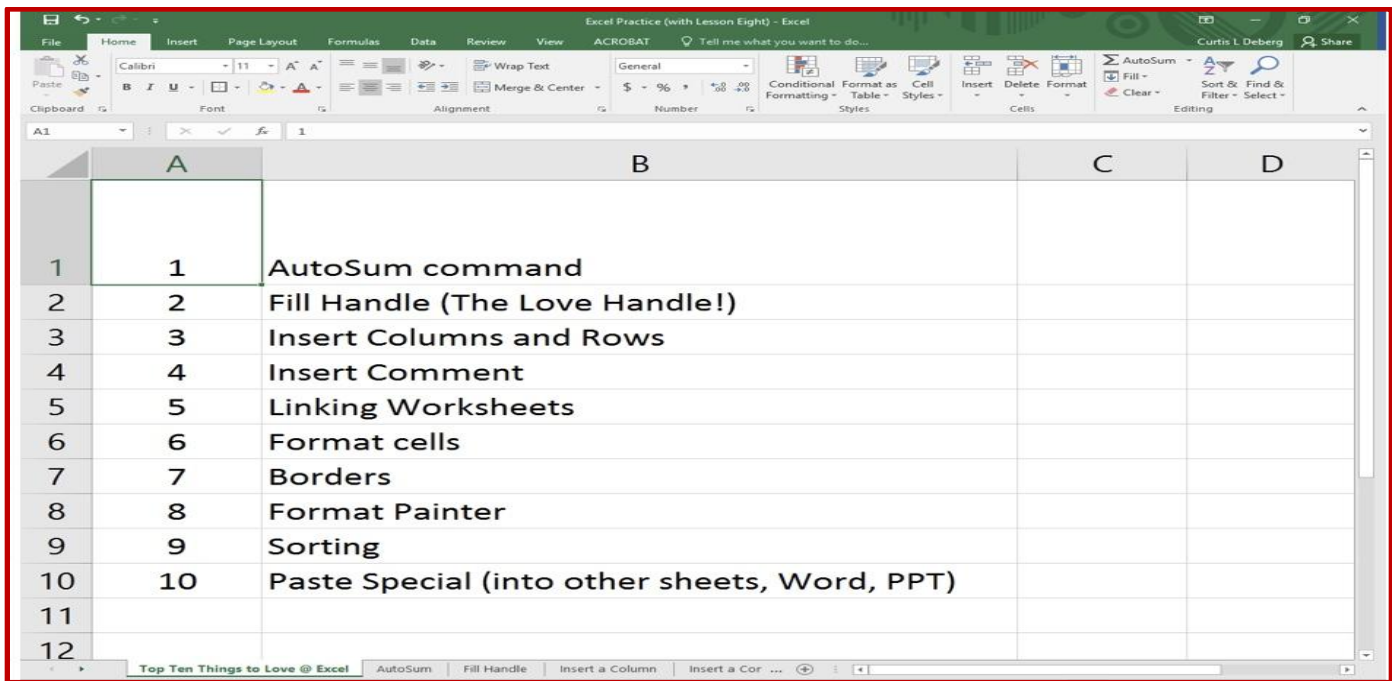 Excel Practice (with Lesson Eight) - Excel
File Home Insert Page Layout Formulas Data Review View ACROBAT Tell me what you want to do... Curtis L Deberg Share
Calibri 11 A A Wrap Text General AutoSum
Paste B I U A Merge & Center $ % , Conditional Format as Cell Insert Delete Format Fill Sort & Find &
Formatting Table Styles Clear Filter Select
Clipboard Font Alignment Number Styles Cells Editing
A1 fx 1
A B C D
1 1 AutoSum command
2 2 Fill Handle (The Love Handle!)
3 3 Insert Columns and Rows
4 4 Insert Comment
5 5 Linking Worksheets
6 6 Format cells
7 7 Borders
8 8 Format Painter
9 9 Sorting
10 10 Paste Special (into other sheets, Word, PPT)
11
12
Top Ten Things to Love @ Excel AutoSum Fill Handle Insert a Column Insert a Cor ...